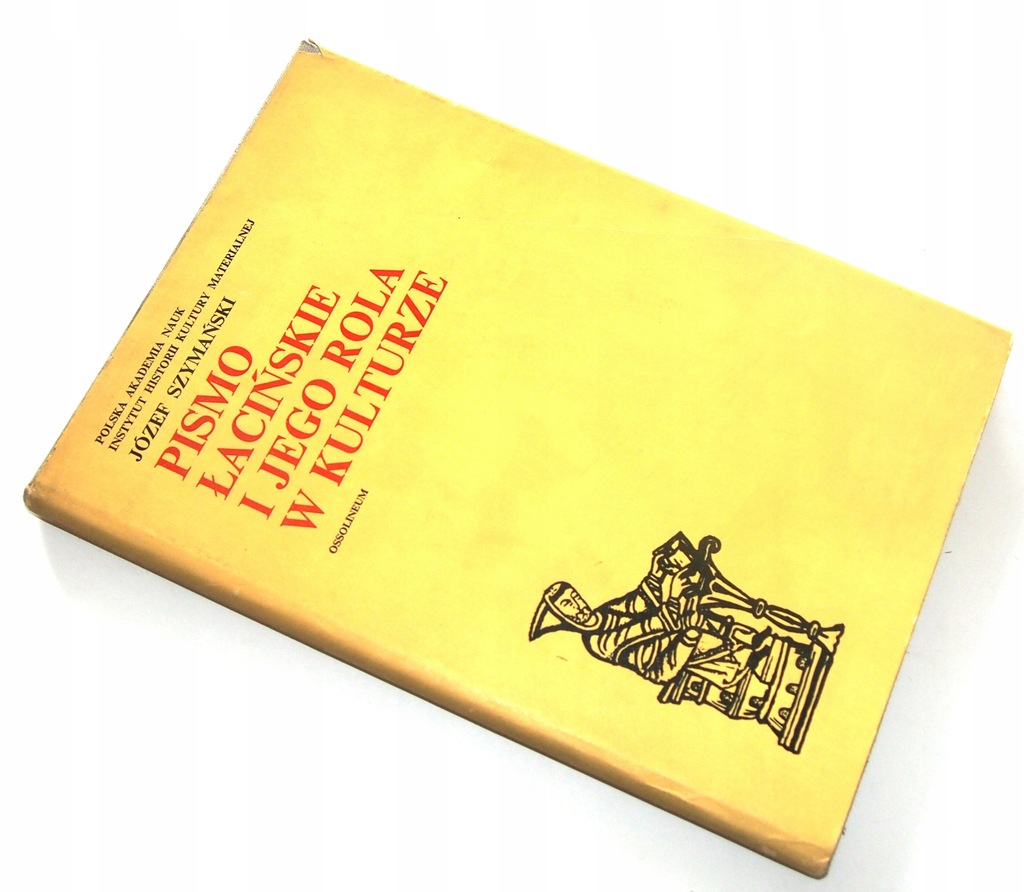 POLSKA AKADEMIA NAUK
INSTYTUT HISTORII KULTURY MATERIALNEJ
JÓZEF SZYMAŃSKI
PISMO
ŁACIŃSKIE
I JEGO ROLA
W KULTURZE
OSSOLINEUM